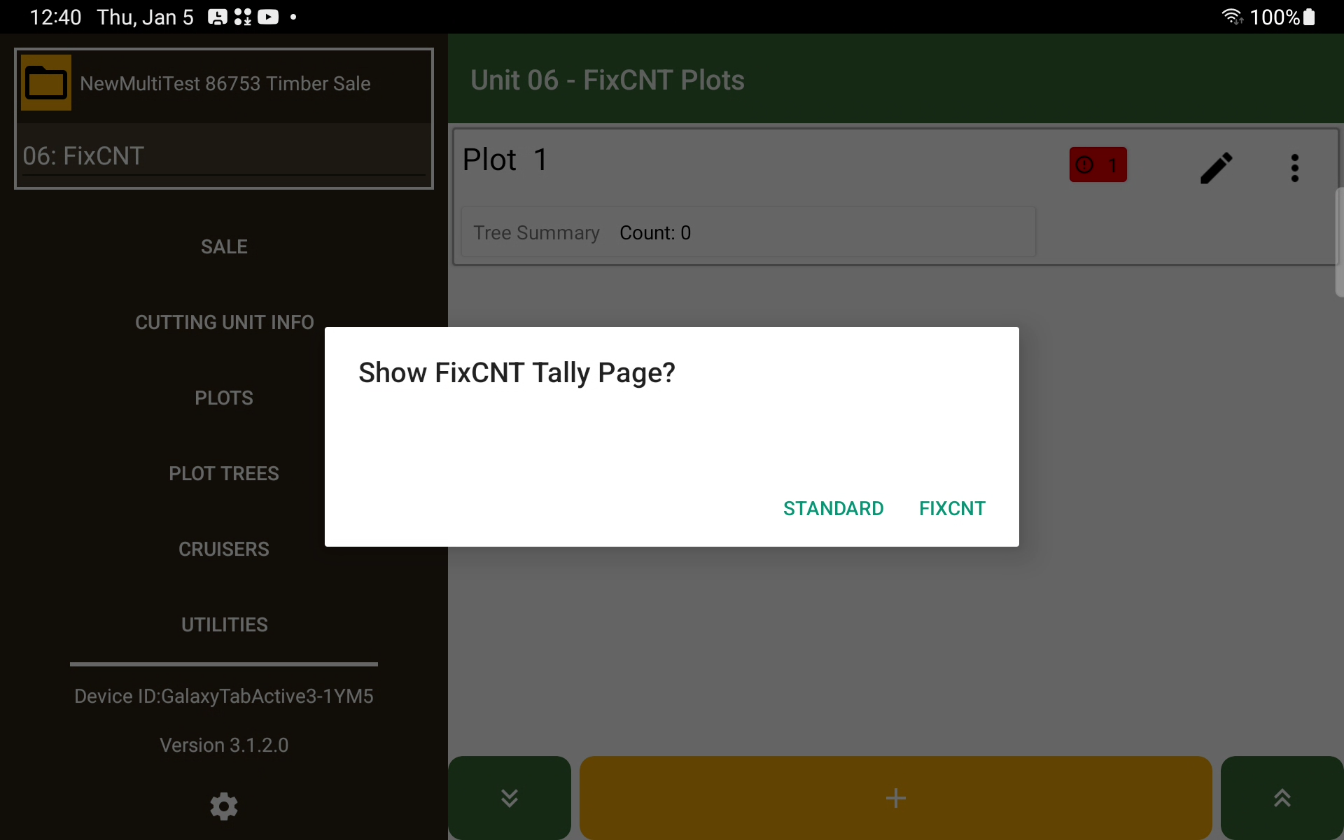 12:40 Thu, Jan 5
100%
NewMultiTest 86753 Timber Sale
06: FixCNT
SALE
CUTTING UNIT INFO
PLOTS
PLOT TREES
CRUISERS
UTILITIES
Device ID:GalaxyTabActive3-1YM5
Version 3.1.2.0
Unit 06 - FixCNT Plots
Plot 1
1
Tree Summary Count: 0
Show FixCNT Tally Page?
STANDARD FIXCNT